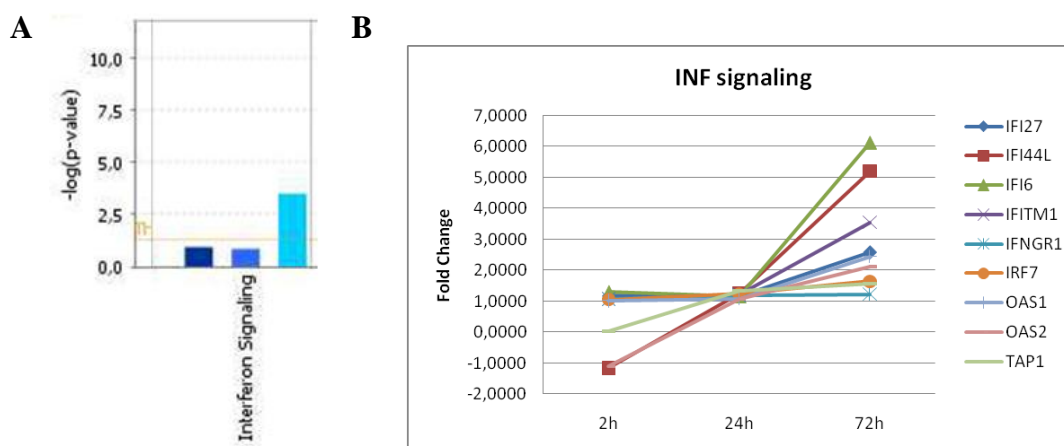 A
10,0
7,5
5,0
2,5
0,0
-log(p-value)
Interferon Signaling
B
INF signaling
7,0000
6,0000
5,0000
4,0000
3,0000
2,0000
1,0000
0,0000
-1,0000
-2,0000
Fold Change
2h
24h
72h
IFI27
IFI44L
IFI6
IFITM1
IFNGR1
IRF7
OAS1
OAS2
TAP1